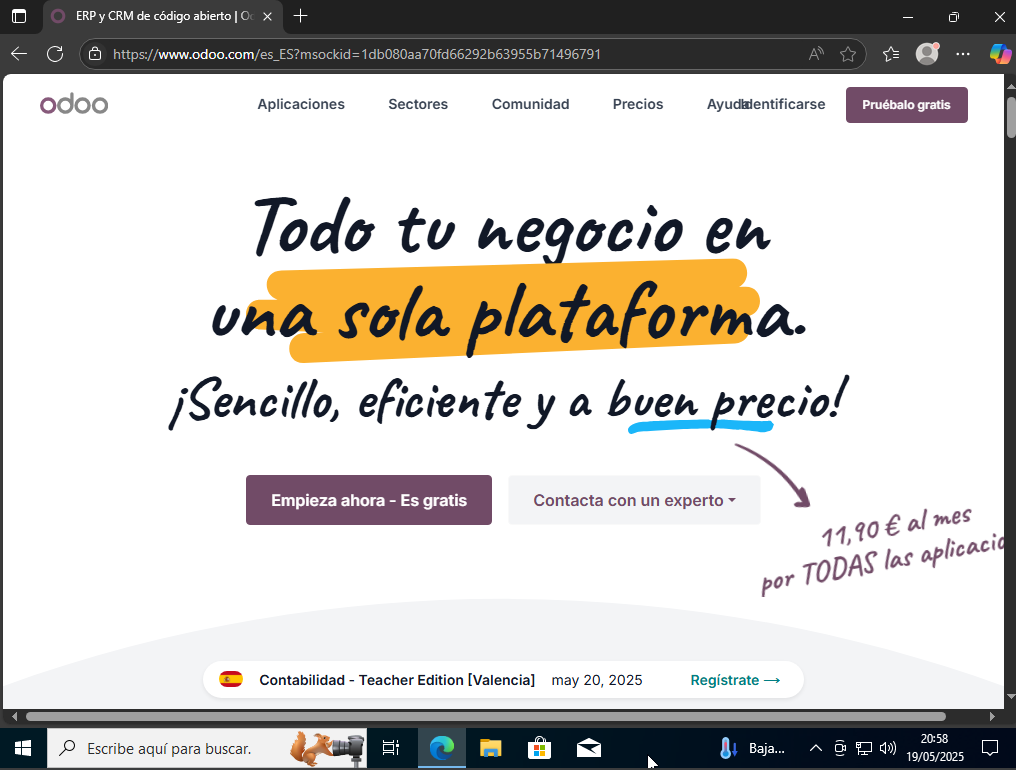 ERP y CRM de código abierto | Oc
https://www.odoo.com/es_ES?msockid=1db080aa70fd66292b63955b71496791
odoo
Aplicaciones Sectores Comunidad Precios Ayuda Identificarse Pruébalo gratis
Todo tu negocio en
una sola plataforma.
¡Sencillo, eficiente y a buen precio!
Empieza ahora - Es gratis Contacta con un experto
11,90 € al mes
por TODAS las aplicacio
Contabilidad - Teacher Edition [Valencia] may 20, 2025 Regístrate →
Escribe aquí para buscar. Baja... 20:58
19/05/2025